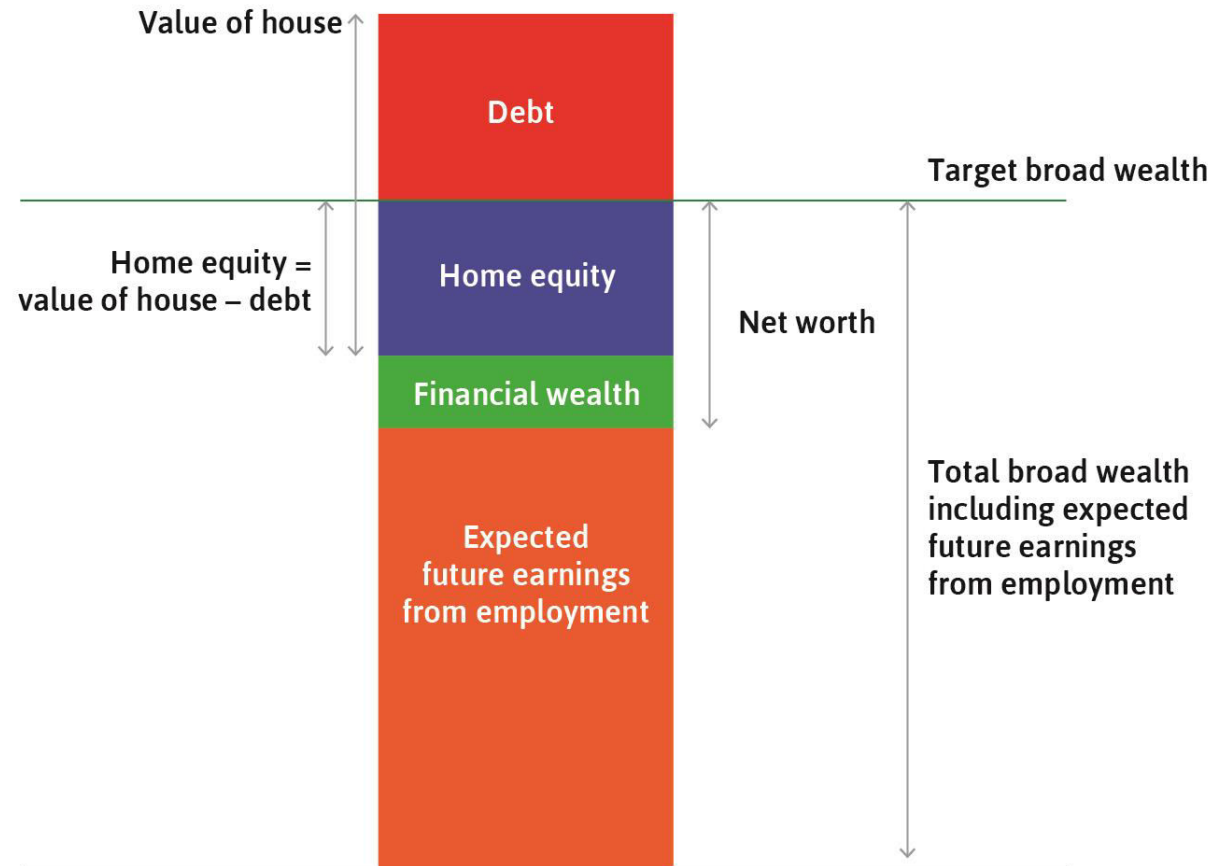 Value of house
Debt
Target broad wealth
Home equity =
value of house – debt
Home equity
Net worth
Financial wealth
Expected
future earnings
from employment
Total broad wealth
including expected
future earnings
from employment